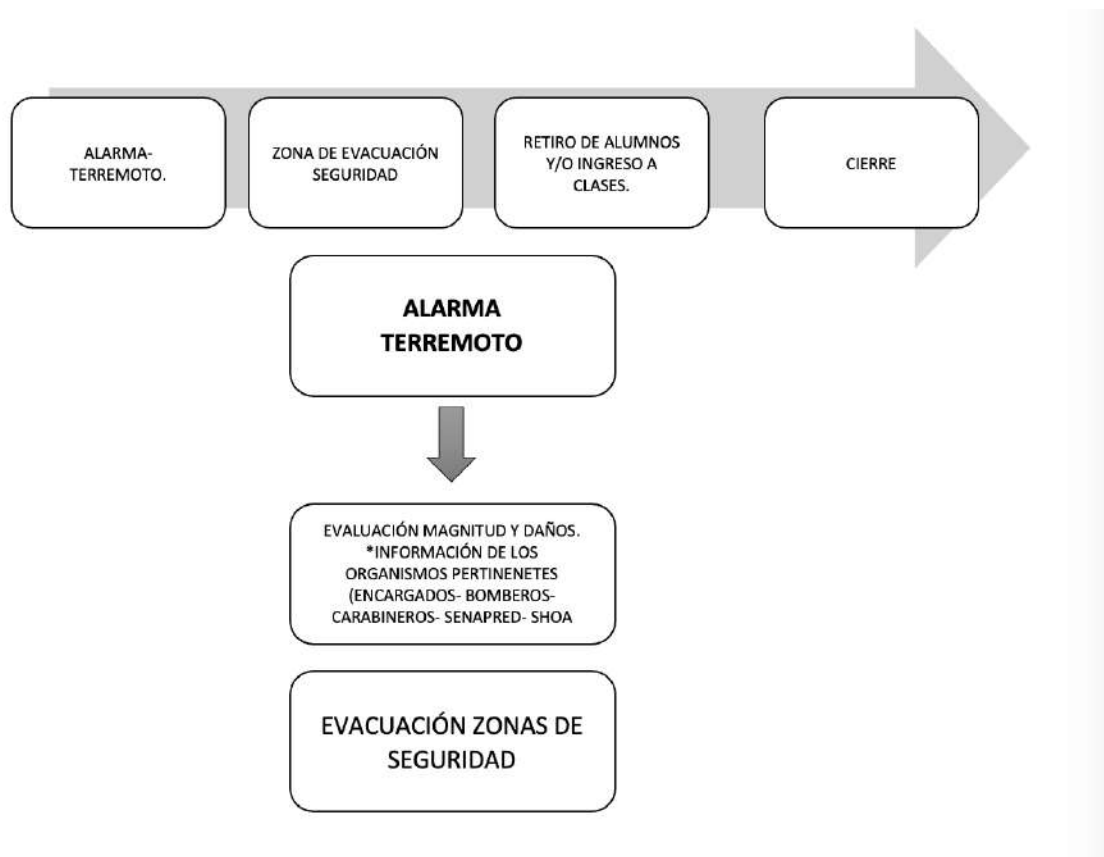 ALARMA-
TERREMOTO.
ZONA DE EVACUACIÓN
SEGURIDAD
RETIRO DE ALUMNOS
Y/O INGRESO A
CLASES.
CIERRE
ALARMA
TERREMOTO
EVALUACIÓN MAGNITUD Y DAÑOS.
*INFORMACIÓN DE LOS
ORGANISMOS PERTINENETES
(ENCARGADOS- BOMBEROS-
CARABINEROS- SENAPRED- SHOA
EVACUACIÓN ZONAS DE
SEGURIDAD